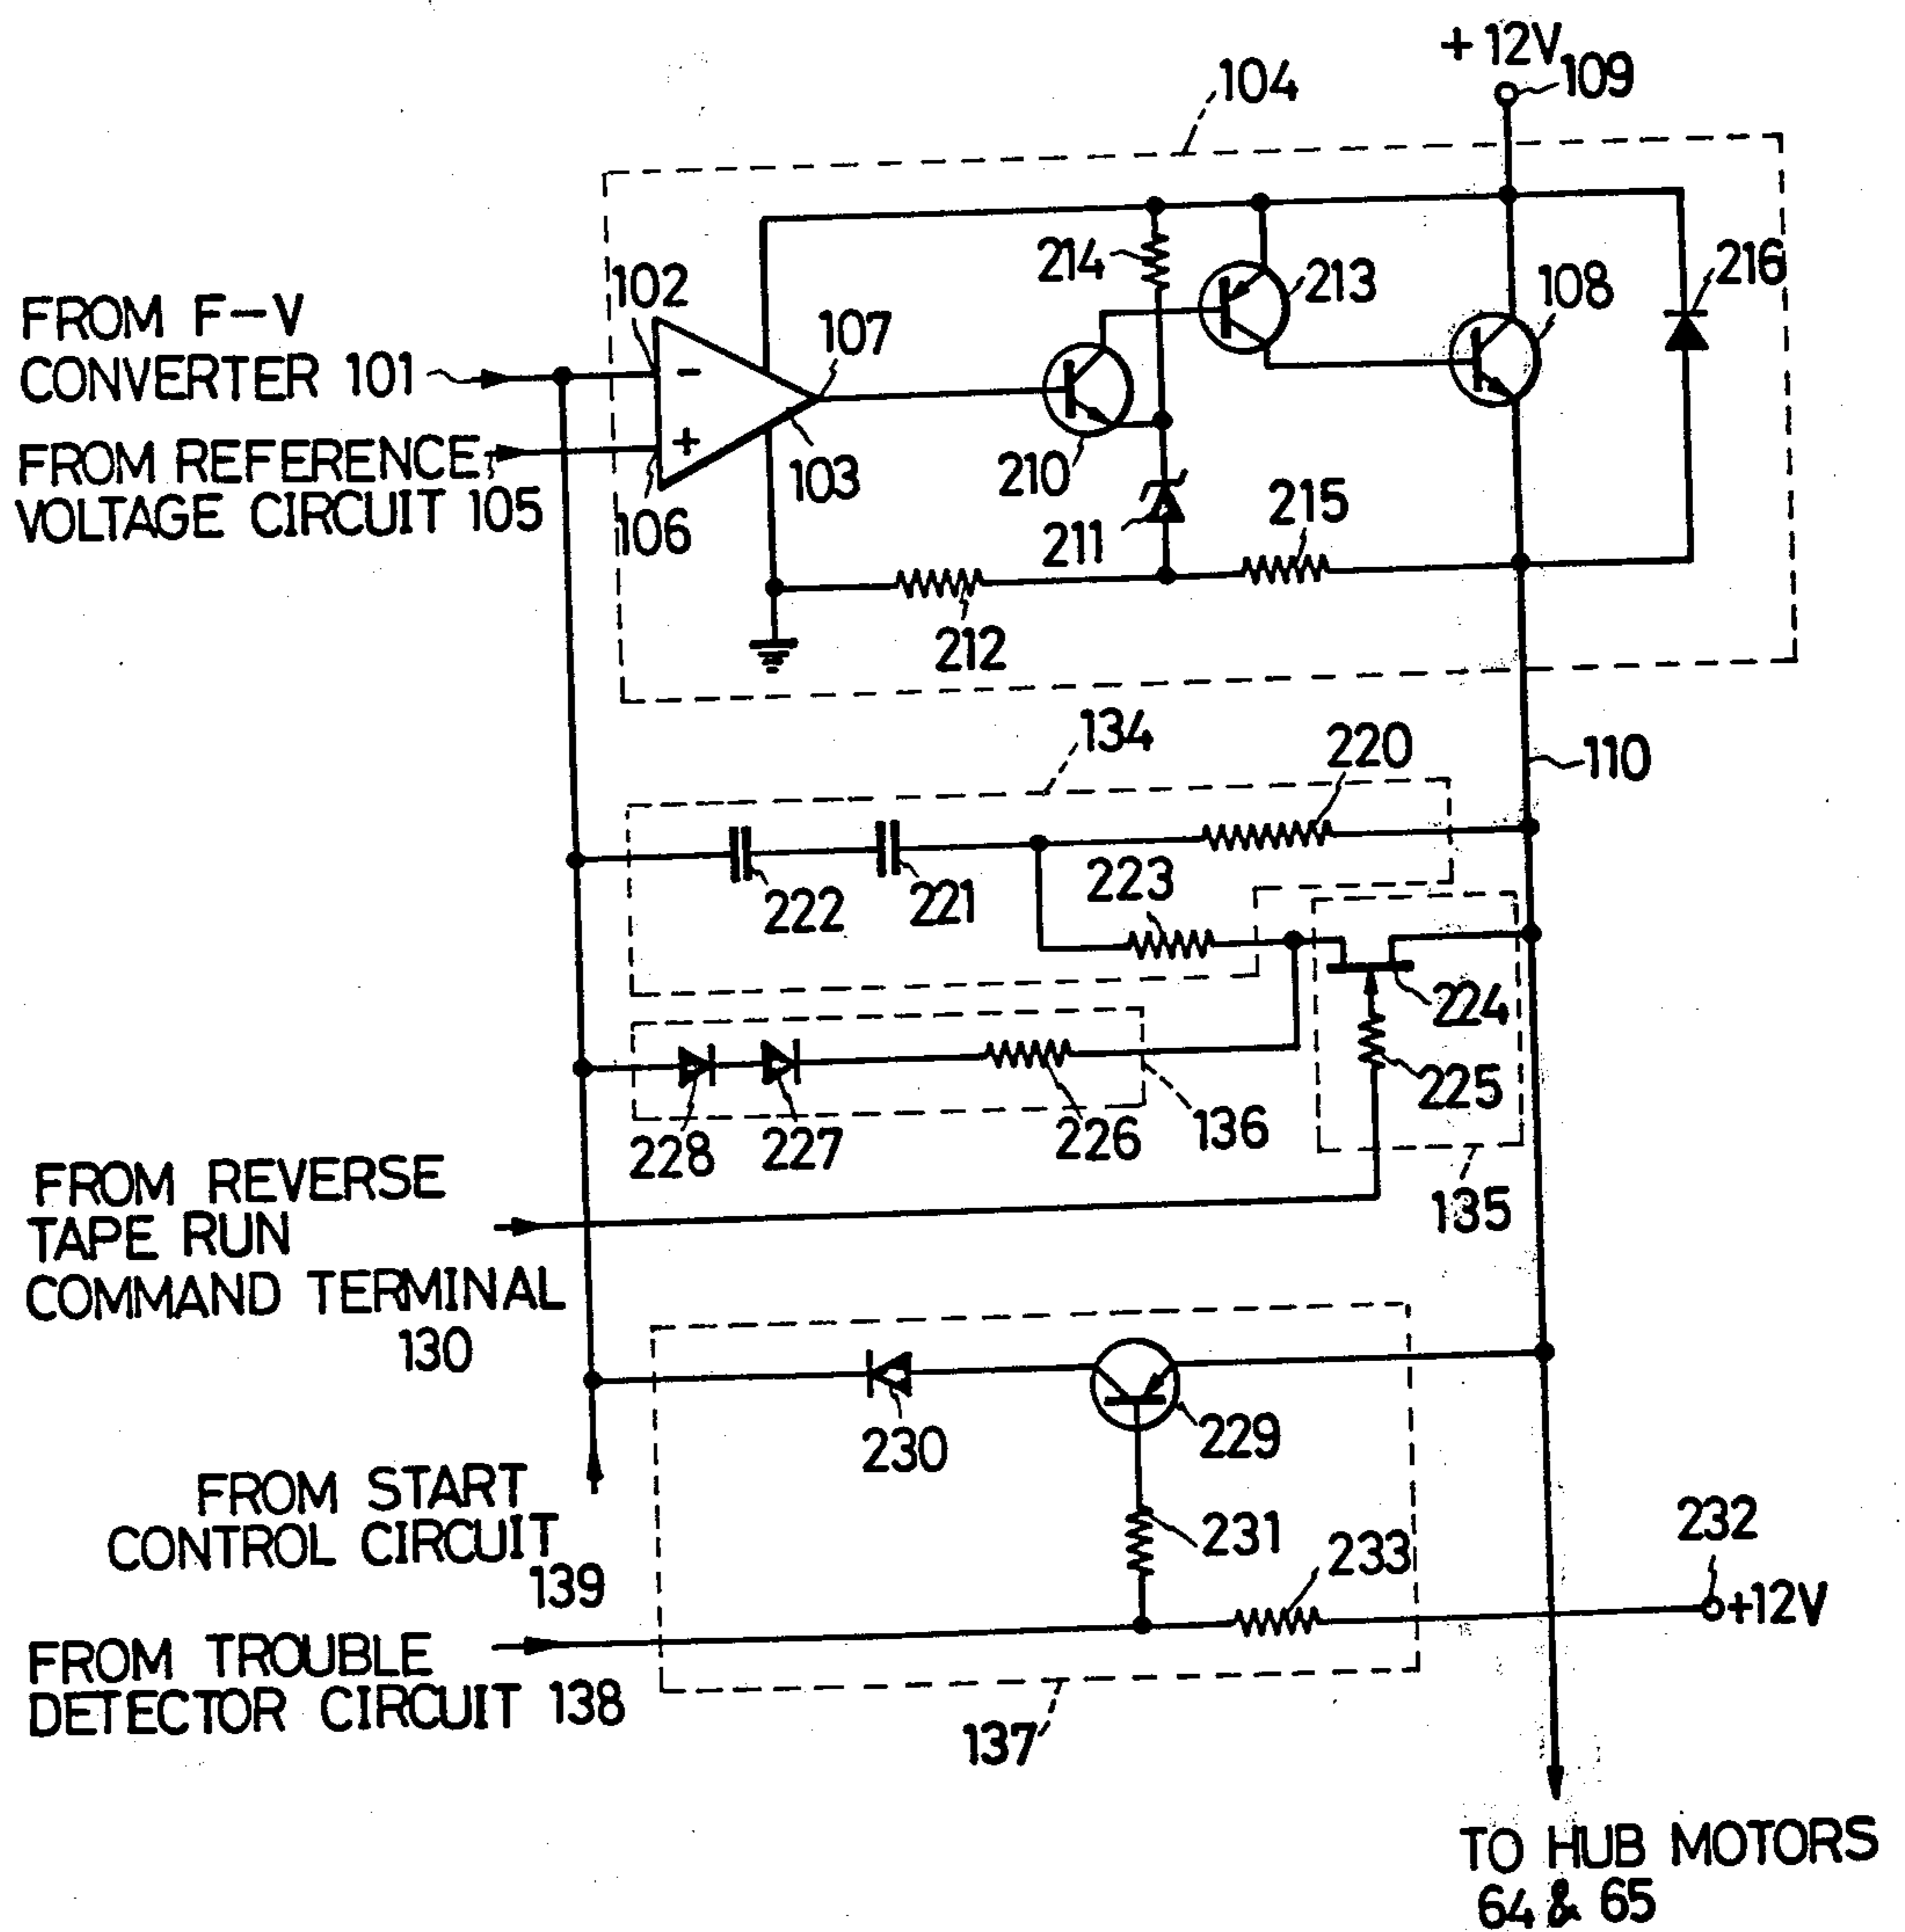 +12V
109
104
216
214
213
108
102
107
FROM F-V
CONVERTER 101
-
+
FROM REFERENCE
VOLTAGE CIRCUIT 105
103
210
215
211
106
212
134
220
110
223
222
221
224
225
228
227
226
136
135
FROM REVERSE
TAPE RUN
COMMAND TERMINAL
130
230
229
FROM START
CONTROL CIRCUIT
139
231
233
232
+12V
FROM TROUBLE
DETECTOR CIRCUIT 138
137
TO HUB MOTORS
64 & 65